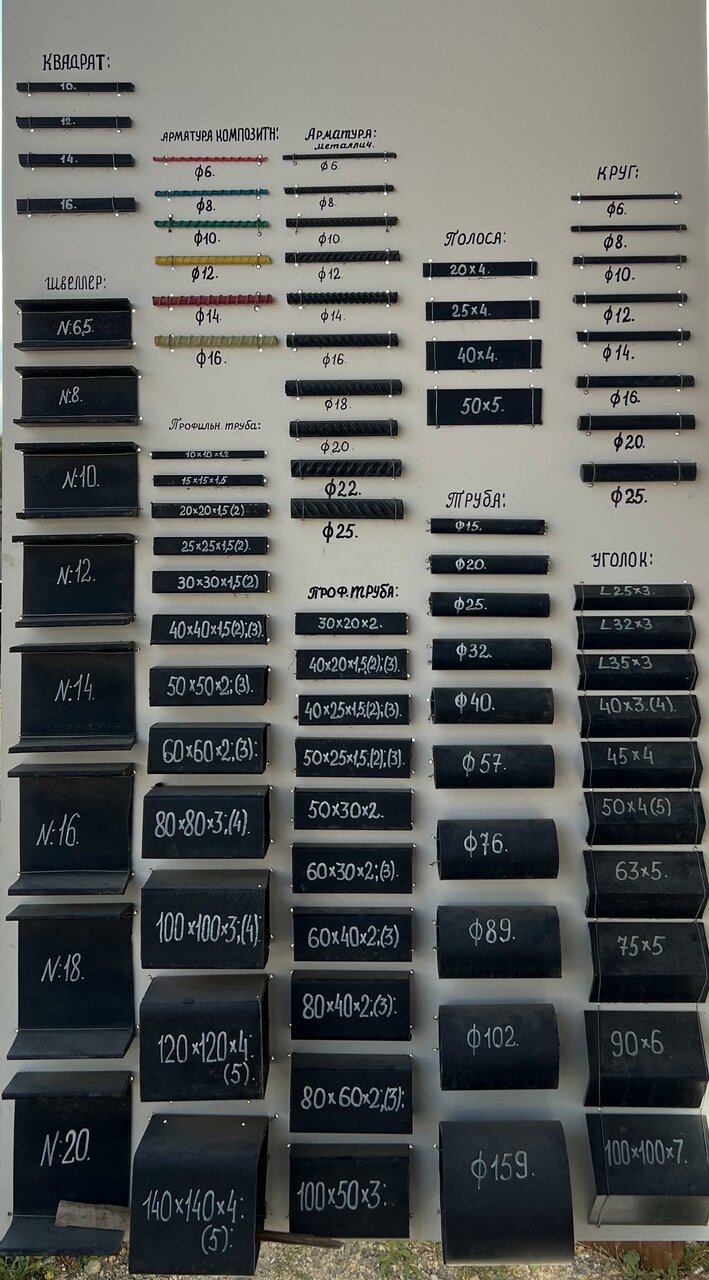 КВАДРАТ:
10.
12.
14.
16.
ШВЕЛЛЕР:
N:6,5.
N:8.
N:10.
N:12.
N:14.
N:16.
N:18.
N:20.
АРМАТУРА КОМПОЗИТН:
ф6.
ф8.
ф10.
ф12.
ф14.
ф16.
Профильн. труба:
10×10×1,2
15×15×1,5
20×20×1,5(2)
25×25×1,5(2).
30×30×1,5(2)
40×40×1,5(2);(3).
50×50×2;(3).
60×60×2;(3):
80×80×3;(4).
100×100×3;(4)
120×120×4:
(5).
140×140×4:
(5):
Арматура:
металлич.
ф6
ф8.
ф10.
ф12.
ф14.
ф16.
ф18.
ф20.
ф22.
ф25.
ПРОФ.ТРУБА:
30×20×2.
40×20×1,5(2);(3).
40×25×1,5;(2);(3).
50×25×1,5;(2);(3).
50×30×2.
60×30×2;(3).
60×40×2;(3)
80×40×2;(3):
80×60×2;(3):
100×50×3:
ПОЛОСА:
20×4.
25×4.
40×4.
50×5.
ТРУБА:
ф15.
ф20.
ф25.
ф32.
ф40.
ф57.
ф76.
ф89.
ф102.
ф159.
КРУГ:
ф6.
ф8.
ф10.
ф12.
ф14.
ф16.
ф20.
ф25.
УГОЛОК:
L25×3.
L32×3
L35×3
40×3.(4).
45×4
50×4(5)
63×5.
75×5
90×6
100×100×7.